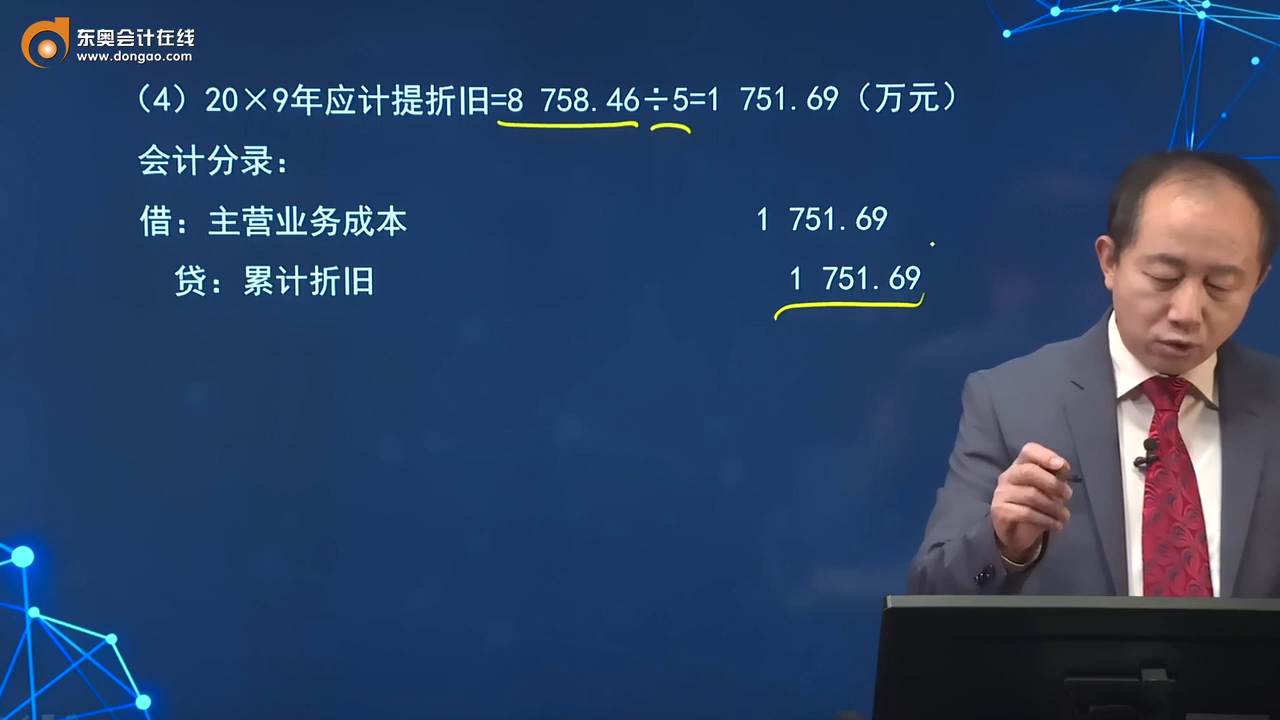 东奥会计在线
www.dongao.com
（4）20×9年应计提折旧=8 758.46÷5=1 751.69（万元）
会计分录：
借：主营业务成本 1 751.69
贷：累计折旧 1 751.69